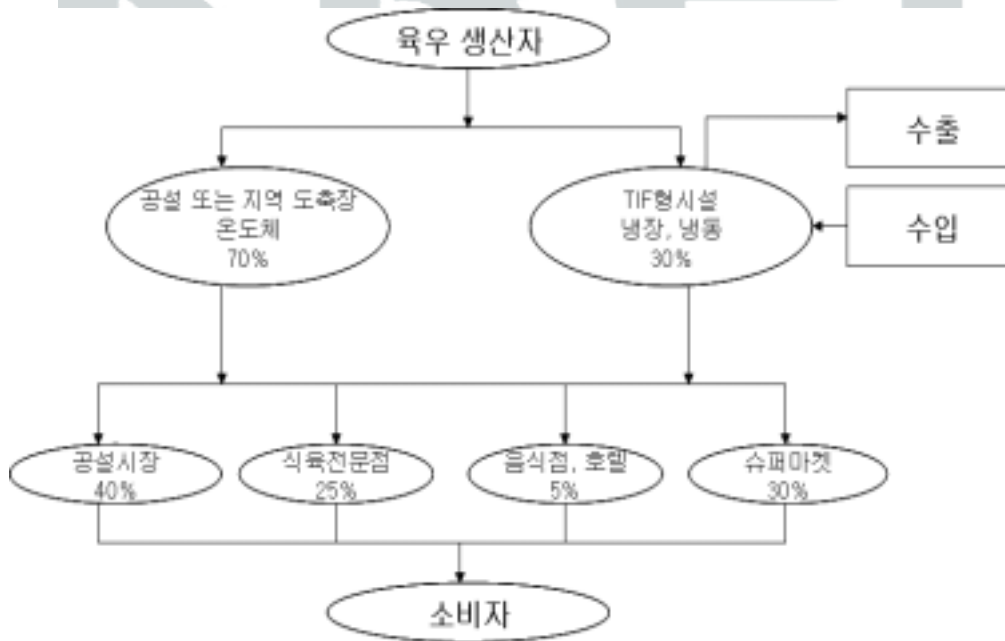 육우 생산자
수출
공설 또는 지역 도축장
온도체
70%
TIF형시설
냉장, 냉동
30%
수입
공설시장
40%
식육전문점
25%
음식점, 호텔
5%
슈퍼마켓
30%
소비자